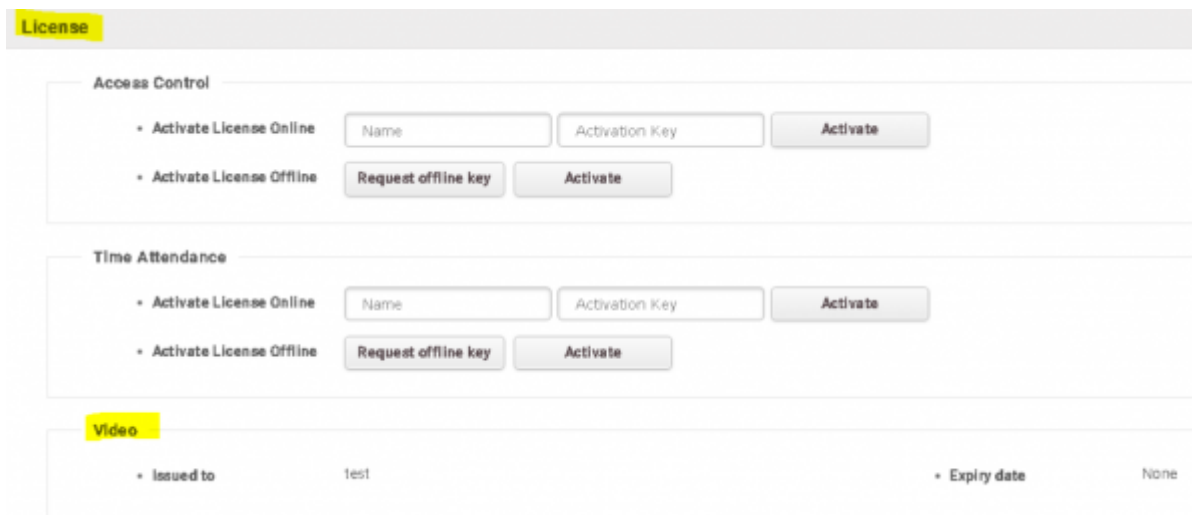 License
Access Control
• Activate License Online Name Activation Key Activate
• Activate License Offline Request offline key Activate
Time Attendance
• Activate License Online Name Activation Key Activate
• Activate License Offline Request offline key Activate
Video
• Issued to test • Expiry date None